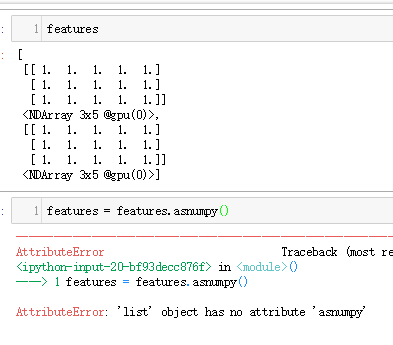 : 1 features
: [
[[ 1. 1. 1. 1. 1.]
[ 1. 1. 1. 1. 1.]
[ 1. 1. 1. 1. 1.]]
<NDArray 3x5 @gpu(0)>,
[[ 1. 1. 1. 1. 1.]
[ 1. 1. 1. 1. 1.]
[ 1. 1. 1. 1. 1.]]
<NDArray 3x5 @gpu(0)>]
: 1 features = features.asnumpy()
AttributeError Traceback (most re
<ipython-input-20-bf93decc876f> in <module>()
----> 1 features = features.asnumpy()
AttributeError: 'list' object has no attribute 'asnumpy'